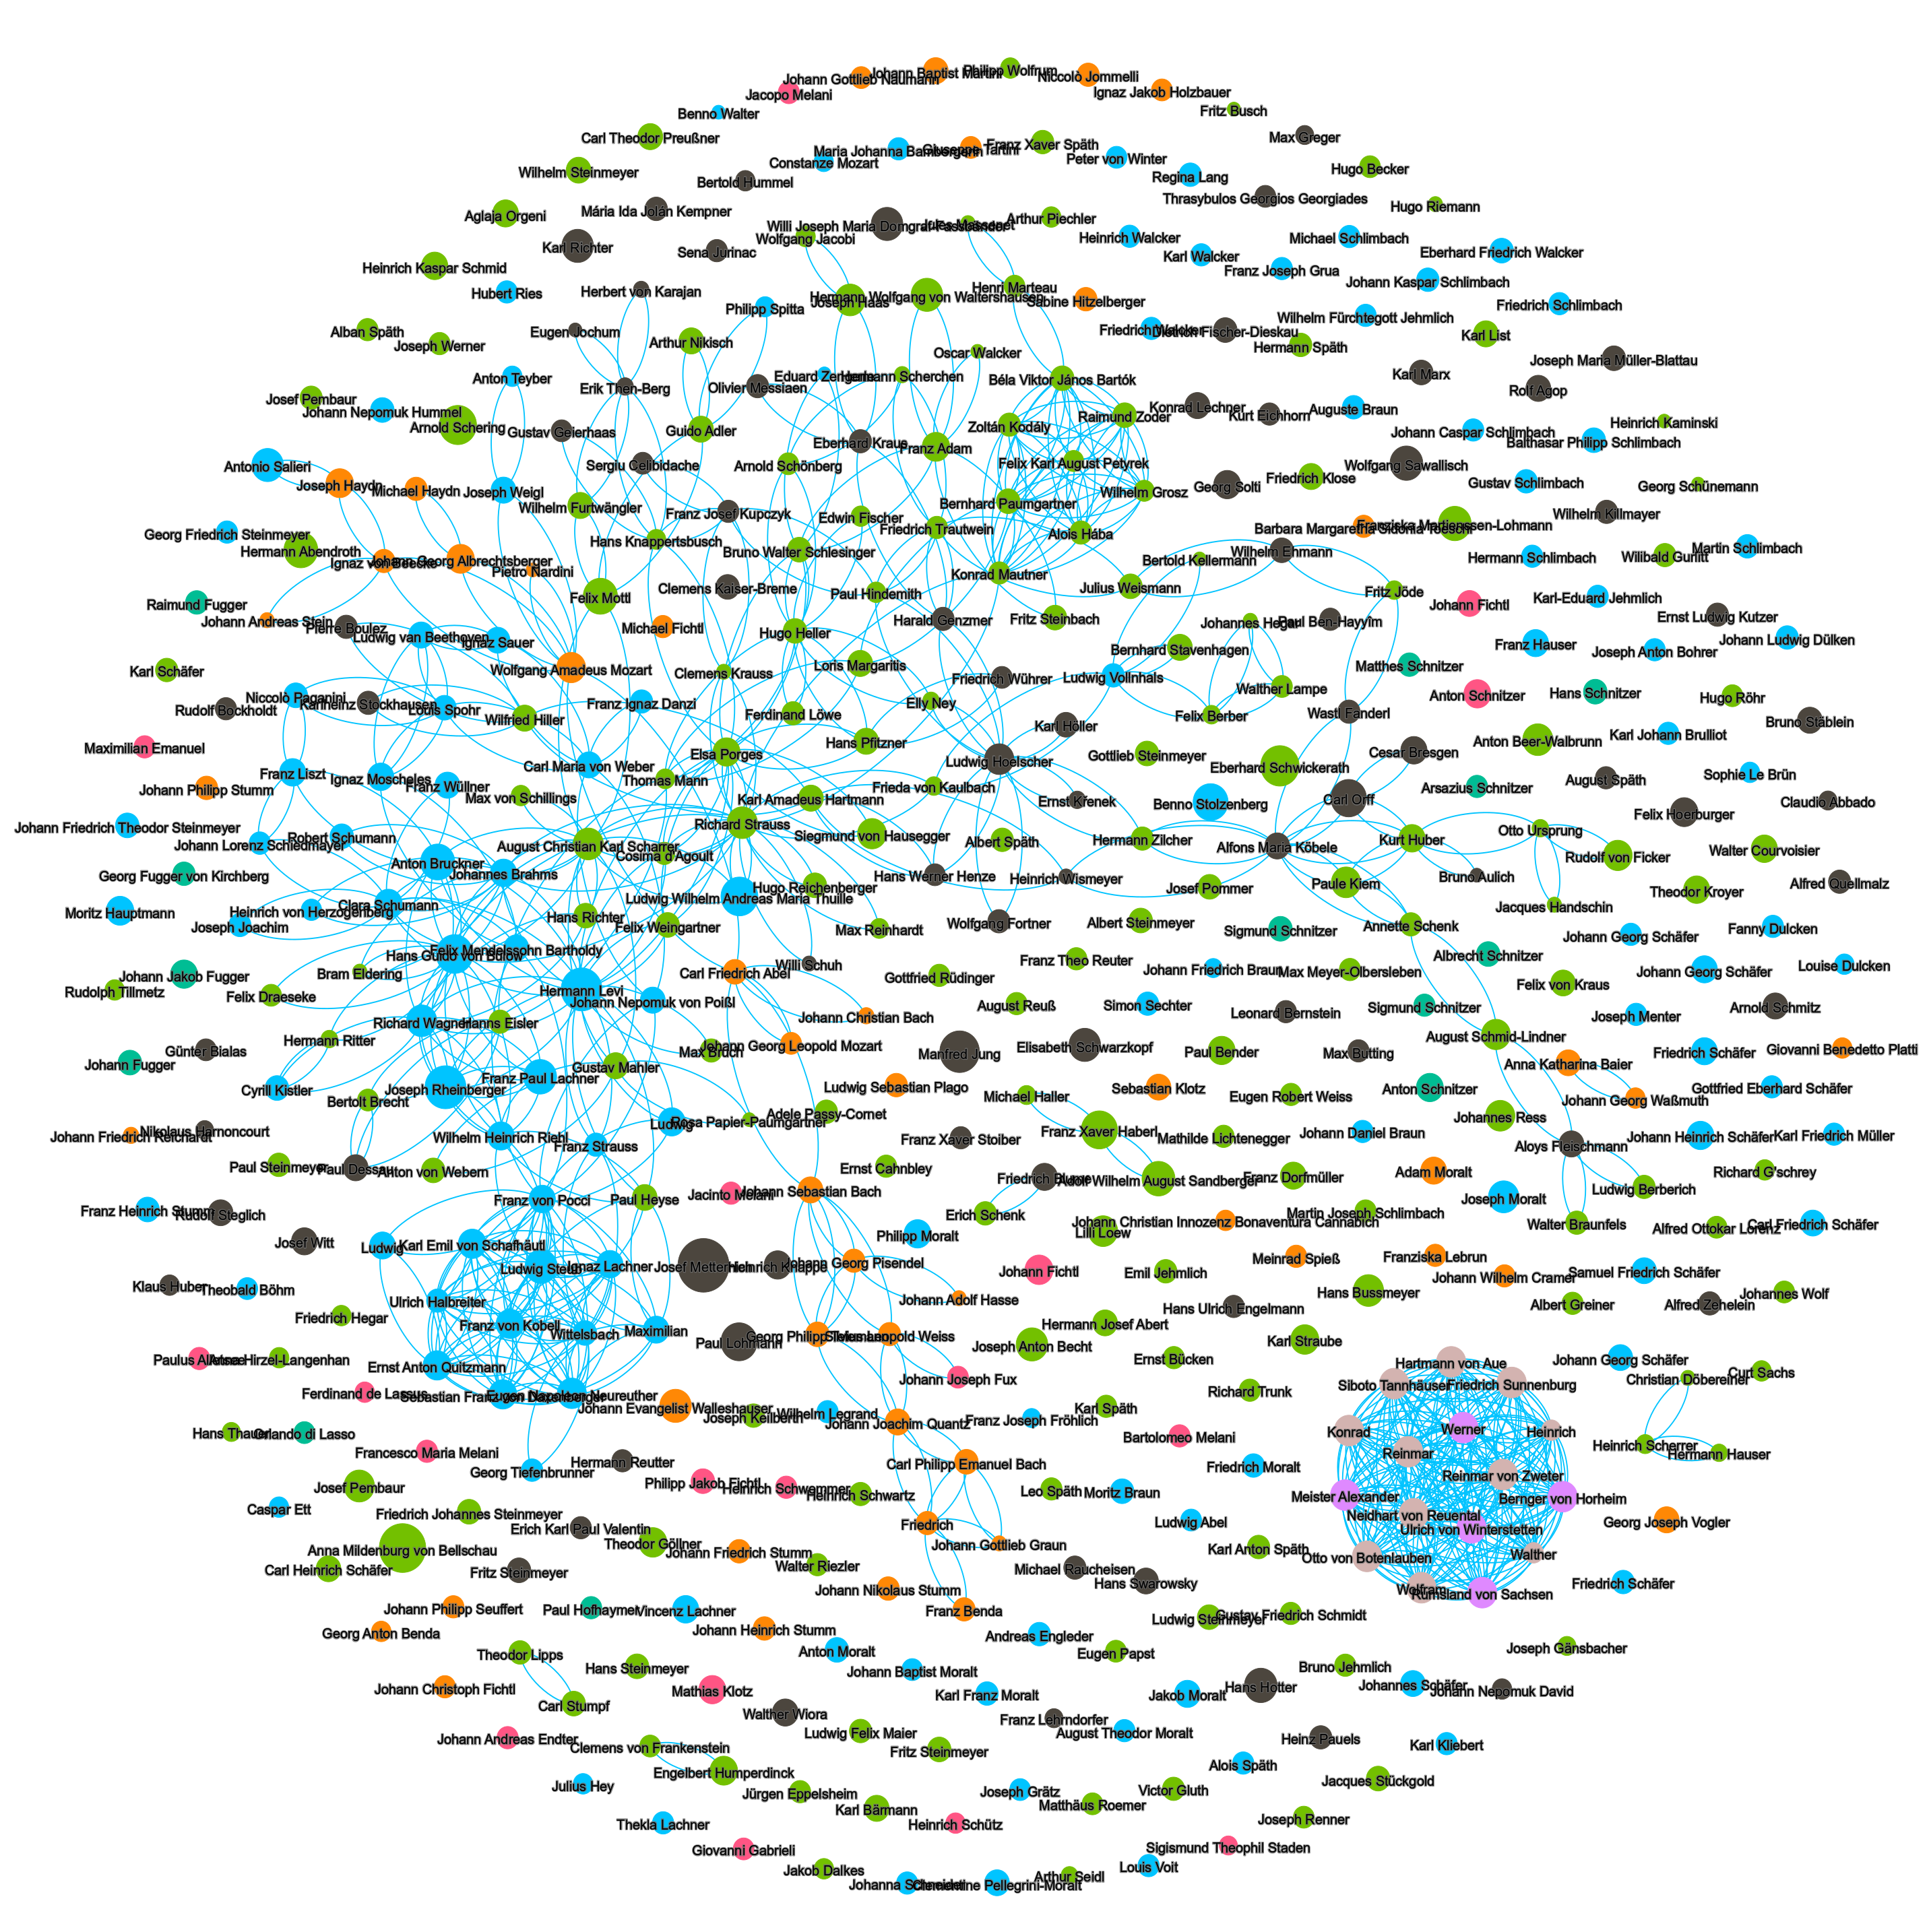 Philipp Wolfrum
Johann Baptist Martini
Johann Gottlieb Naumann
Niccolò Jommelli
Ignaz Jakob Holzbauer
Jacopo Melani
Benno Walter
Fritz Busch
Max Greger
Carl Theodor Preußner
Maria Johanna Bambergerin
Giuseppe Tartini
Franz Xaver Späth
Constanze Mozart
Peter von Winter
Hugo Becker
Wilhelm Steinmeyer
Bertold Hummel
Regina Lang
Thrasybulos Georgios Georgiades
Hugo Riemann
Aglaja Orgeni
Mária Ida Jolán Kempner
Willi Joseph Maria Domgraf-Fassbänder
Jules Massenet
Arthur Piechler
Wolfgang Jacobi
Heinrich Walcker
Michael Schlimbach
Karl Richter
Sena Jurinac
Karl Walcker
Eberhard Friedrich Walcker
Heinrich Kaspar Schmid
Franz Joseph Grua
Johann Kaspar Schlimbach
Hubert Ries
Herbert von Karajan
Philipp Spitta
Joseph Haas
Hermann Wolfgang von Waltershausen
Henri Marteau
Sabine Hitzelberger
Friedrich Schlimbach
Alban Späth
Joseph Werner
Eugen Jochum
Arthur Nikisch
Friedrich Walcker
Dietrich Fischer-Dieskau
Wilhelm Fürchtegott Jehmlich
Hermann Späth
Karl List
Oscar Walcker
Joseph Maria Müller-Blattau
Anton Teyber
Erik Then-Berg
Olivier Messiaen
Hermann Scherchen
Béla Viktor János Bartók
Karl Marx
Rolf Agop
Josef Pembaur
Johann Nepomuk Hummel
Arnold Schering
Gustav Geierhaas
Guido Adler
Eberhard Kraus
Franz Adam
Zoltán Kodály
Raimund Zoder
Konrad Lechner
Kurt Eichhorn
Auguste Braun
Johann Caspar Schlimbach
Balthasar Philipp Schlimbach
Heinrich Kaminski
Antonio Salieri
Joseph Haydn
Michael Haydn
Joseph Weigl
Sergiu Celibidache
Arnold Schönberg
Felix Karl August Petyrek
Wilhelm Grosz
Georg Solti
Friedrich Klose
Wolfgang Sawallisch
Gustav Schlimbach
Georg Schünemann
Wilhelm Furtwängler
Franz Josef Kupczyk
Edwin Fischer
Bernhard Paumgartner
Friedrich Trautwein
Alois Hába
Barbara Margaretha Sidonia Toeschi
Franziska Martienssen-Lohmann
Wilhelm Killmayer
Georg Friedrich Steinmeyer
Hermann Abendroth
Ignaz von Beecke
Johann Georg Albrechtsberger
Pietro Nardini
Hans Knappertsbusch
Bruno Walter Schlesinger
Konrad Mautner
Bertold Kellermann
Wilhelm Ehmann
Hermann Schlimbach
Wilibald Gurlitt
Martin Schlimbach
Raimund Fugger
Johann Andreas Stein
Felix Mottl
Clemens Kaiser-Breme
Paul Hindemith
Julius Weismann
Fritz Jöde
Johann Fichtl
Karl-Eduard Jehmlich
Ernst Ludwig Kutzer
Pierre Boulez
Ludwig van Beethoven
Ignaz Sauer
Michael Fichtl
Hugo Heller
Harald Genzmer
Fritz Steinbach
Johannes Hegar
Paul Ben-Hayyîm
Franz Hauser
Joseph Anton Bohrer
Johann Ludwig Dülken
Karl Schäfer
Wolfgang Amadeus Mozart
Clemens Krauss
Loris Margaritis
Friedrich Wührer
Ludwig Vollnhals
Bernhard Stavenhagen
Walther Lampe
Matthes Schnitzer
Anton Schnitzer
Hans Schnitzer
Hugo Röhr
Rudolf Bockholdt
Niccolò Paganini
Karlheinz Stockhausen
Louis Spohr
Wilfried Hiller
Franz Ignaz Danzi
Ferdinand Löwe
Elly Ney
Karl Höller
Felix Berber
Wastl Fanderl
Anton Beer-Walbrunn
Karl Johann Brulliot
Bruno Stäblein
Maximilian Emanuel
Franz Liszt
Ignaz Moscheles
Franz Wüllner
Carl Maria von Weber
Elsa Porges
Hans Pfitzner
Ludwig Hoelscher
Gottlieb Steinmeyer
Eberhard Schwickerath
Cesar Bresgen
August Späth
Sophie Le Brün
Johann Philipp Stumm
Max von Schillings
Thomas Mann
Karl Amadeus Hartmann
Frieda von Kaulbach
Ernst Křenek
Benno Stolzenberg
Carl Orff
Arsazius Schnitzer
Felix Hoerburger
Claudio Abbado
Johann Friedrich Theodor Steinmeyer
Johann Lorenz Schiedmayer
Robert Schumann
August Christian Karl Scharrer
Richard Strauss
Siegmund von Hausegger
Albert Späth
Hermann Zilcher
Alfons Maria Köbele
Kurt Huber
Otto Ursprung
Rudolf von Ficker
Walter Courvoisier
Georg Fugger von Kirchberg
Anton Bruckner
Johannes Brahms
Cosima d'Agoult
Hugo Reichenberger
Hans Werner Henze
Heinrich Wismeyer
Josef Pommer
Paule Kiem
Bruno Aulich
Theodor Kroyer
Alfred Quellmalz
Moritz Hauptmann
Heinrich von Herzogenberg
Clara Schumann
Joseph Joachim
Hans Richter
Ludwig Wilhelm Andreas Maria Thuille
Felix Weingartner
Max Reinhardt
Wolfgang Fortner
Albert Steinmeyer
Sigmund Schnitzer
Annette Schenk
Jacques Handschin
Johann Georg Schäfer
Fanny Dulcken
Hans Guido von Bülow
Felix Mendelssohn Bartholdy
Willi Schuh
Franz Theo Reuter
Albrecht Schnitzer
Johann Jakob Fugger
Rudolph Tillmetz
Bram Eldering
Felix Draeseke
Hermann Levi
Johann Nepomuk von Poißl
Carl Friedrich Abel
Gottfried Rüdinger
Johann Friedrich Braun
Max Meyer-Olbersleben
Felix von Kraus
Johann Georg Schäfer
Louise Dulcken
Richard Wagner
Hanns Eisler
Johann Christian Bach
August Reuß
Simon Sechter
Leonard Bernstein
Sigmund Schnitzer
Joseph Menter
Arnold Schmitz
Johann Fugger
Günter Bialas
Hermann Ritter
Max Bruch
Johann Georg Leopold Mozart
Manfred Jung
Elisabeth Schwarzkopf
Paul Bender
Max Butting
August Schmid-Lindner
Anna Katharina Baier
Friedrich Schäfer
Giovanni Benedetto Platti
Cyrill Kistler
Joseph Rheinberger
Franz Paul Lachner
Gustav Mahler
Ludwig Sebastian Plago
Michael Haller
Sebastian Klotz
Eugen Robert Weiss
Anton Schnitzer
Johann Georg Waßmuth
Gottfried Eberhard Schäfer
Bertolt Brecht
Ludwig
Rosa Papier-Paumgartner
Adele Passy-Cornet
Johannes Ress
Johann Friedrich Reichardt
Nikolaus Harnoncourt
Wilhelm Heinrich Riehl
Franz Strauss
Franz Xaver Stoiber
Franz Xaver Haberl
Mathilde Lichtenegger
Johann Daniel Braun
Aloys Fleischmann
Johann Heinrich Schäfer
Karl Friedrich Müller
Paul Steinmeyer
Paul Dessau
Anton von Webern
Ernst Cahnbley
Friedrich Blume
Adolf Wilhelm August Sandberger
Franz Dorfmüller
Adam Moralt
Joseph Moralt
Ludwig Berberich
Richard G'schrey
Franz Heinrich Stumm
Rudolf Steglich
Franz von Pocci
Paul Heyse
Jacinto Melani
Johann Sebastian Bach
Erich Schenk
Johann Christian Innozenz Bonaventura Cannabich
Lilli Loew
Martin Joseph Schlimbach
Walter Braunfels
Alfred Ottokar Lorenz
Carl Friedrich Schäfer
Josef Witt
Ludwig
Karl Emil von Schafhäutl
Ludwig Steub
Ignaz Lachner
Josef Metternich
Heinrich Knappe
Johann Georg Pisendel
Philipp Moralt
Johann Fichtl
Emil Jehmlich
Meinrad Spieß
Franziska Lebrun
Johann Wilhelm Cramer
Samuel Friedrich Schäfer
Klaus Huber
Theobald Böhm
Ulrich Halbreiter
Johann Adolf Hasse
Hans Ulrich Engelmann
Hans Bussmeyer
Albert Greiner
Alfred Zehelein
Johannes Wolf
Friedrich Hegar
Franz von Kobell
Wittelsbach
Maximilian
Paul Lohmann
Georg Philipp Telemann
Silvius Leopold Weiss
Joseph Anton Becht
Hermann Josef Abert
Karl Straube
Paulus Allensee
Anna Hirzel-Langenhan
Ernst Anton Quitzmann
Johann Joseph Fux
Ernst Bücken
Hartmann von Aue
Johann Georg Schäfer
Christian Döbereiner
Curt Sachs
Ferdinand de Lassus
Sebastian Franz von Daxenberger
Eugen Napoleon Neureuther
Johann Evangelist Walleshauser
Richard Trunk
Siboto Tannhäuser
Friedrich Sunnenburg
Hans Thauer
Orlando di Lasso
Joseph Keilberth
Wilhelm Legrand
Johann Joachim Quantz
Franz Joseph Fröhlich
Karl Späth
Bartolomeo Melani
Konrad
Werner
Heinrich
Reinmar
Heinrich Scherrer
Hermann Hauser
Francesco Maria Melani
Georg Tiefenbrunner
Hermann Reutter
Carl Philipp Emanuel Bach
Friedrich Moralt
Reinmar von Zweter
Josef Pembaur
Philipp Jakob Fichtl
Heinrich Schwemmer
Heinrich Schwartz
Leo Späth
Moritz Braun
Meister Alexander
Bernger von Horheim
Caspar Ett
Friedrich Johannes Steinmeyer
Erich Karl Paul Valentin
Friedrich
Ludwig Abel
Neidhart von Reuental
Ulrich von Winterstetten
Georg Joseph Vogler
Anna Mildenburg von Bellschau
Theodor Göllner
Johann Friedrich Stumm
Johann Gottlieb Graun
Karl Anton Späth
Otto von Botenlauben
Walther
Carl Heinrich Schäfer
Fritz Steinmeyer
Walter Riezler
Michael Raucheisen
Hans Swarowsky
Wolfram
Rumsland von Sachsen
Friedrich Schäfer
Johann Philipp Seuffert
Paul Hofhaymer
Vincenz Lachner
Johann Nikolaus Stumm
Franz Benda
Ludwig Steinmeyer
Gustav Friedrich Schmidt
Georg Anton Benda
Johann Heinrich Stumm
Andreas Engleder
Theodor Lipps
Anton Moralt
Eugen Papst
Joseph Gänsbacher
Hans Steinmeyer
Johann Baptist Moralt
Bruno Jehmlich
Johann Christoph Fichtl
Carl Stumpf
Mathias Klotz
Karl Franz Moralt
Jakob Moralt
Hans Hotter
Johannes Schäfer
Johann Nepomuk David
Walther Wiora
Franz Lehrndorfer
August Theodor Moralt
Johann Andreas Endter
Clemens von Frankenstein
Ludwig Felix Maier
Fritz Steinmeyer
Heinz Pauels
Karl Kliebert
Julius Hey
Engelbert Humperdinck
Jürgen Eppelsheim
Joseph Grätz
Victor Gluth
Alois Späth
Jacques Stückgold
Thekla Lachner
Karl Bärmann
Heinrich Schütz
Matthäus Roemer
Joseph Renner
Giovanni Gabrieli
Sigismund Theophil Staden
Jakob Dalkes
Johanna Schneider
Clementine Pellegrini-Moralt
Arthur Seidl
Louis Voit